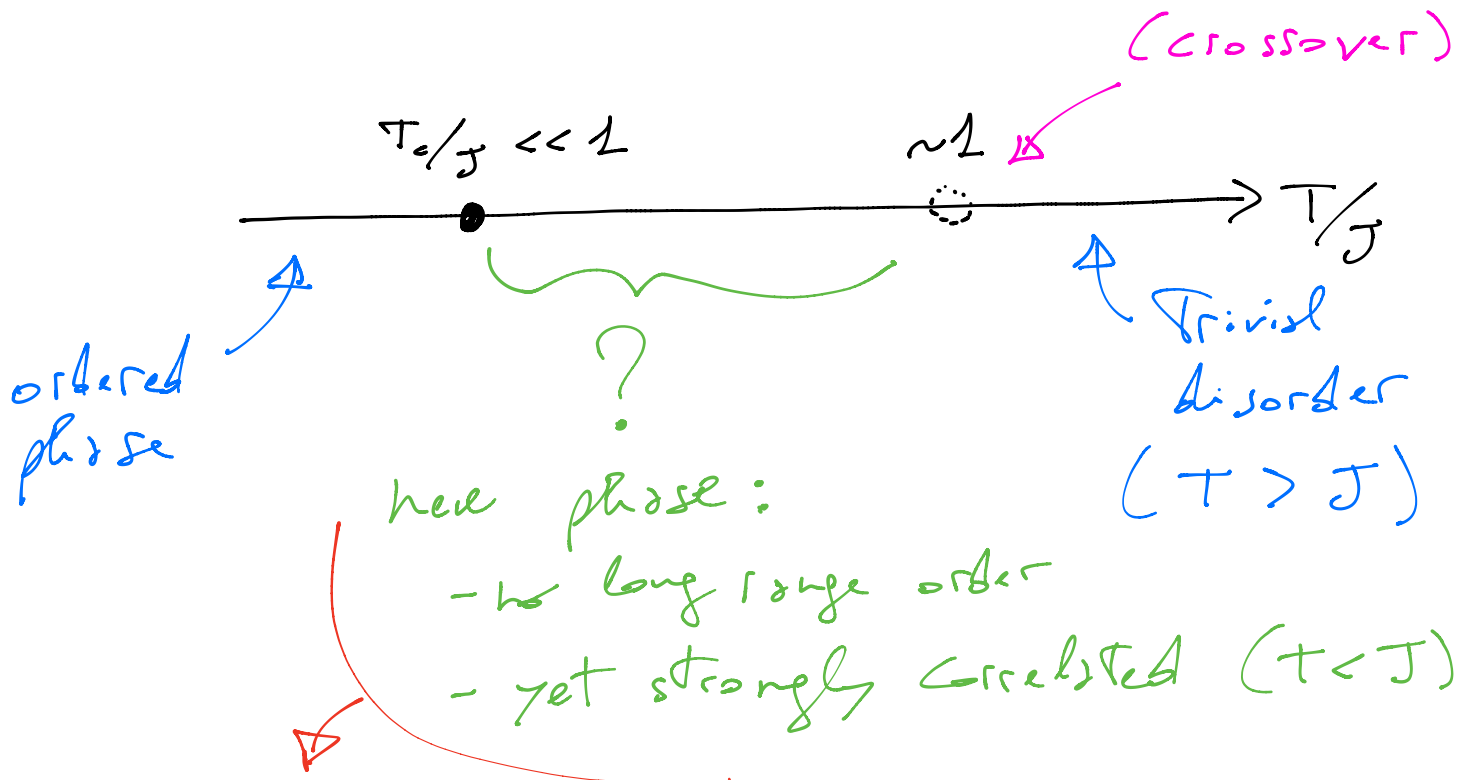 (crossover)
Tc/J << 1
~1
T/J
ordered
phase
Trivial
disorder
(T > J)
?
new phase:
- no long range order
- yet strongly correlated (T < J)